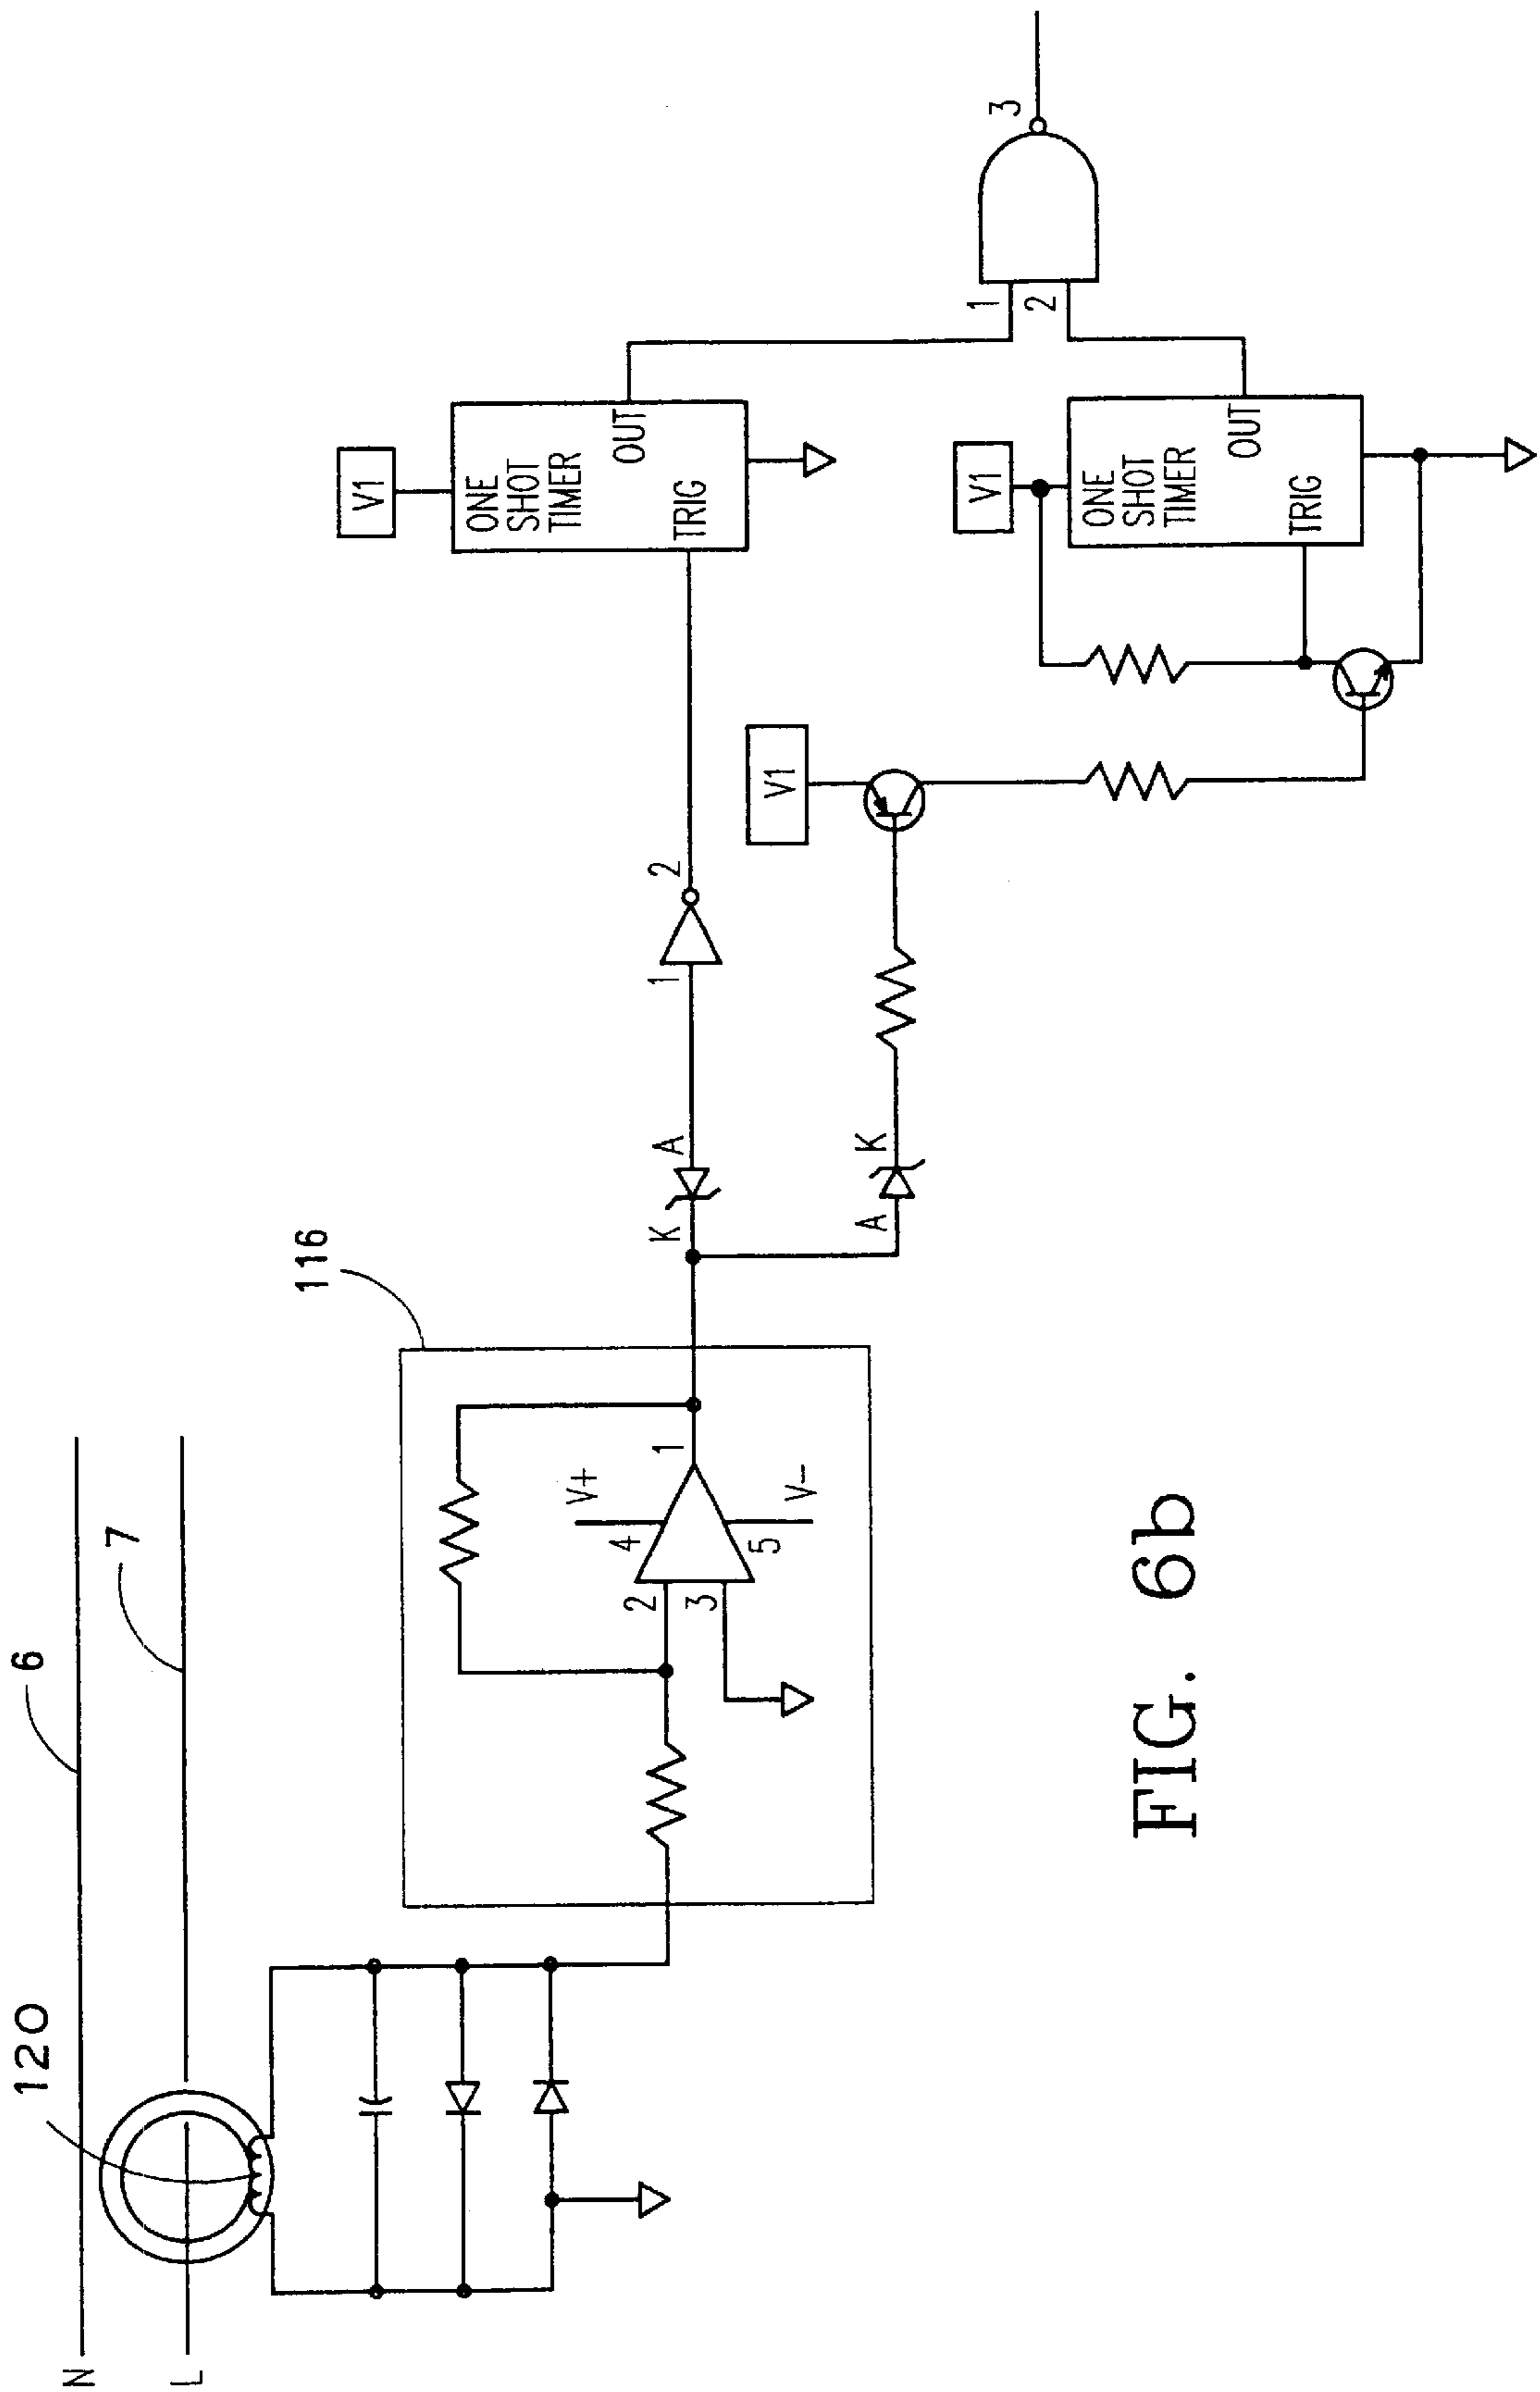 N
L
120
6
7
116
2
3
4
V+
5
V-
1
K
A
A
K
1
2
V1
V1
ONE
SHOT
TIMER
TRIG
OUT
V1
ONE
SHOT
TIMER
TRIG
OUT
1
2
3
FIG. 6b